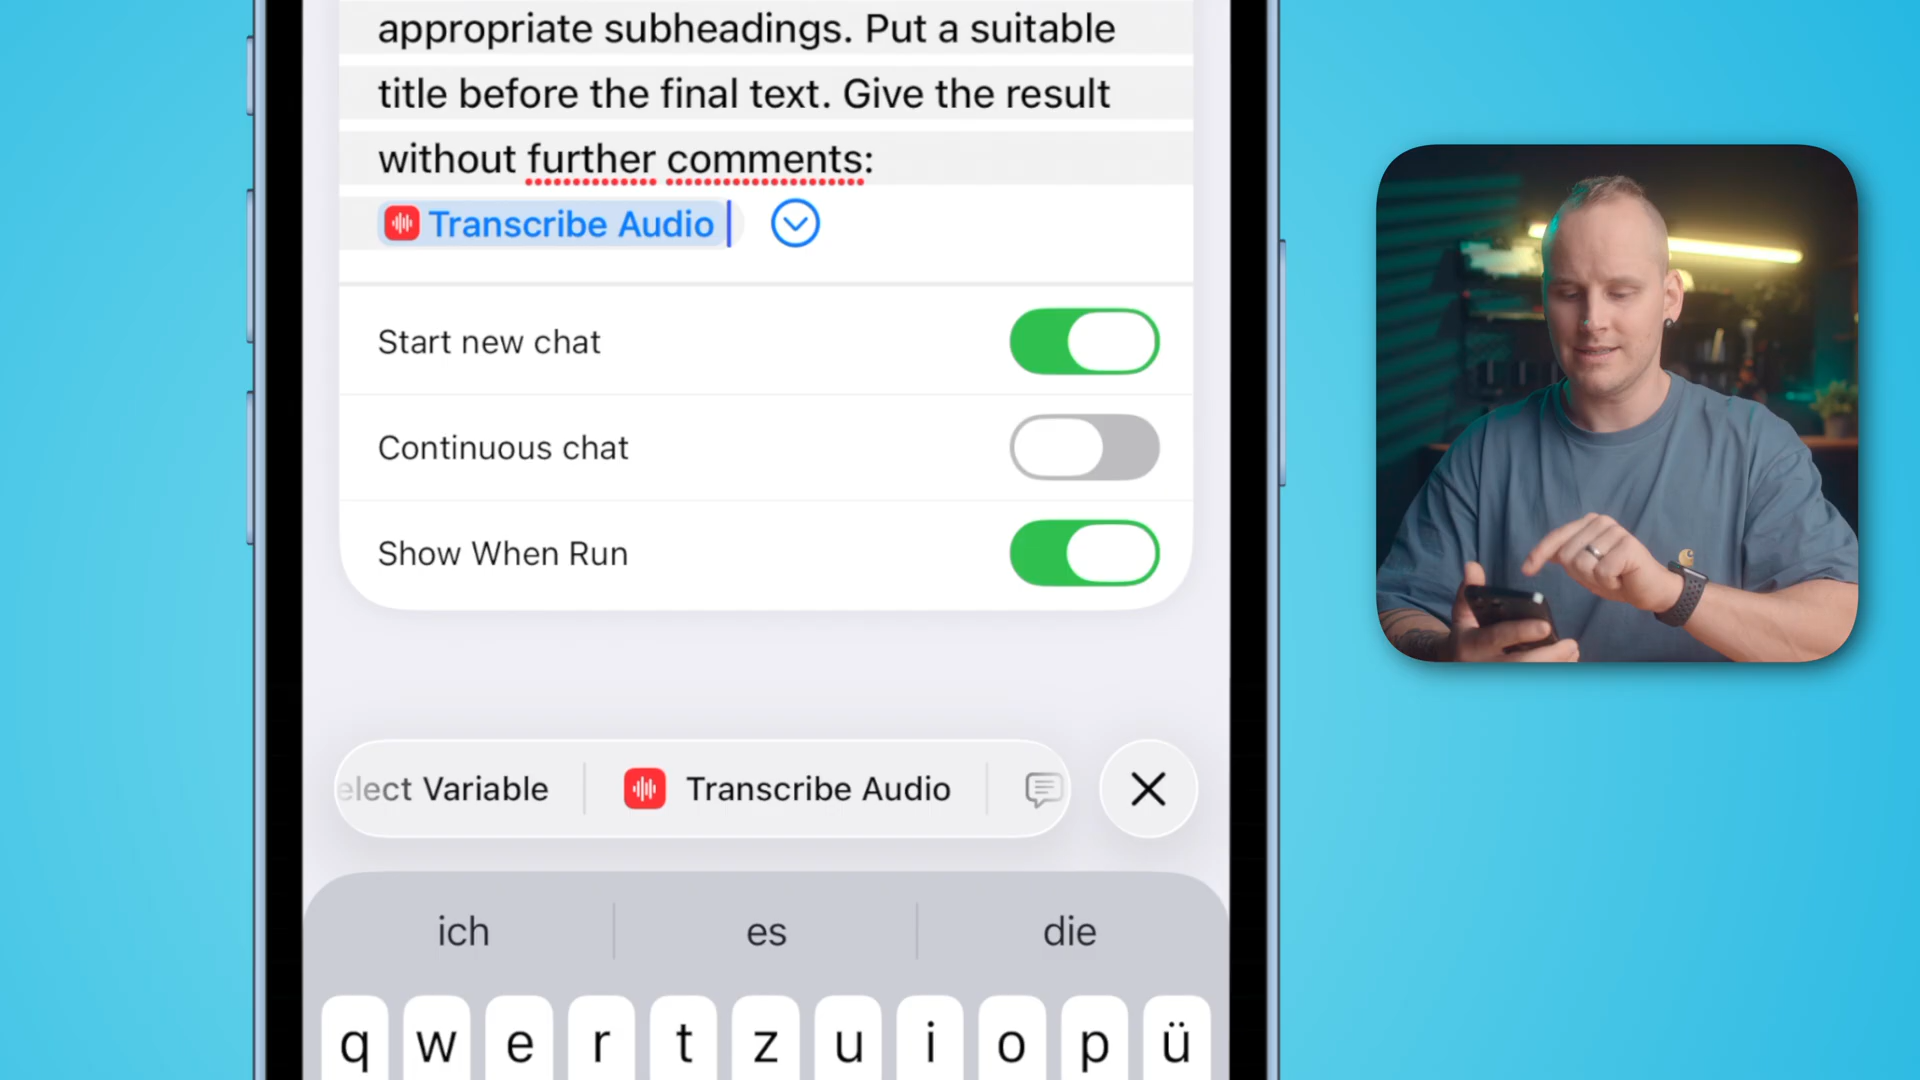 appropriate subheadings. Put a suitable
title before the final text. Give the result
without further comments:
Transcribe Audio
Start new chat
Continuous chat
Show When Run
elect Variable
Transcribe Audio
ich
es
die
q w e r t z u i o p ü